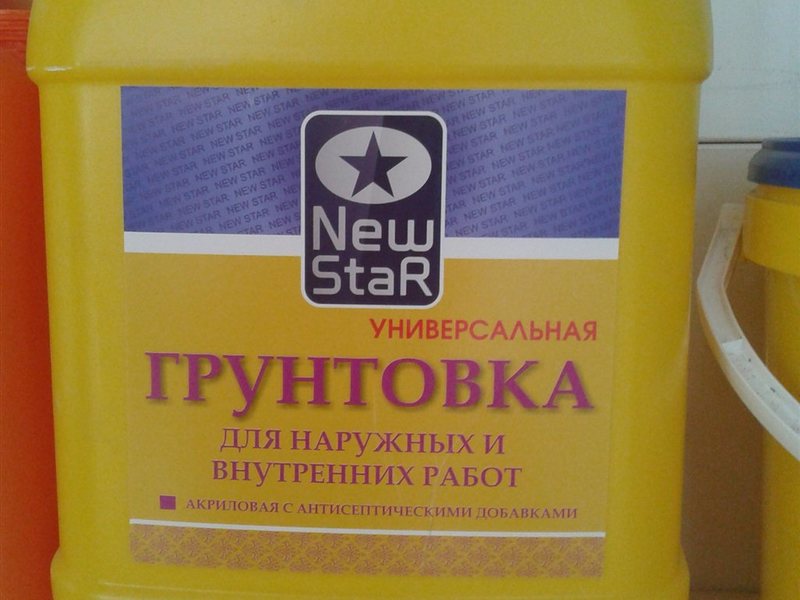 New
StaR
УНИВЕРСАЛЬНАЯ
ГРУНТОВКА
ДЛЯ НАРУЖНЫХ И
ВНУТРЕННИХ РАБОТ
АКРИЛОВАЯ С АНТИСЕПТИЧЕСКИМИ ДОБАВКАМИ